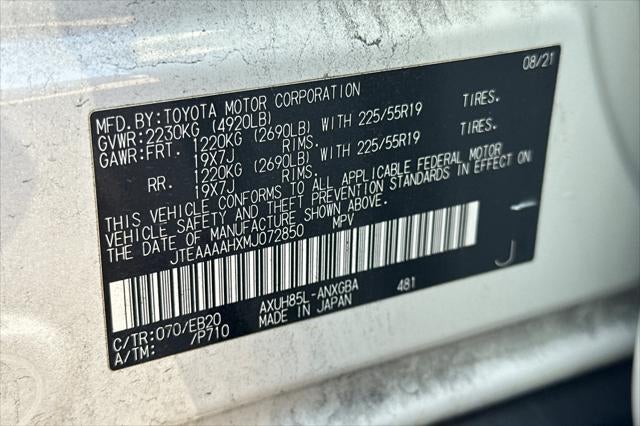 08/21
MFD.BY:TOYOTA MOTOR CORPORATION
GVWR:2230KG (4920LB)
GAWR:FRT. 1220KG (2690LB) WITH 225/55R19 TIRES.
19X7J RIMS.
RR. 1220KG (2690LB) WITH 225/55R19 TIRES.
19X7J RIMS.
THIS VEHICLE CONFORMS TO ALL APPLICABLE FEDERAL MOTOR
VEHICLE SAFETY AND THEFT PREVENTION STANDARDS IN EFFECT ON
THE DATE OF MANUFACTURE SHOWN ABOVE.
JTEAAAAHXMJ072850 MPV
J
C/TR:070/EB20 AXUH85L-ANXGBA 481
A/TM: /P710 MADE IN JAPAN